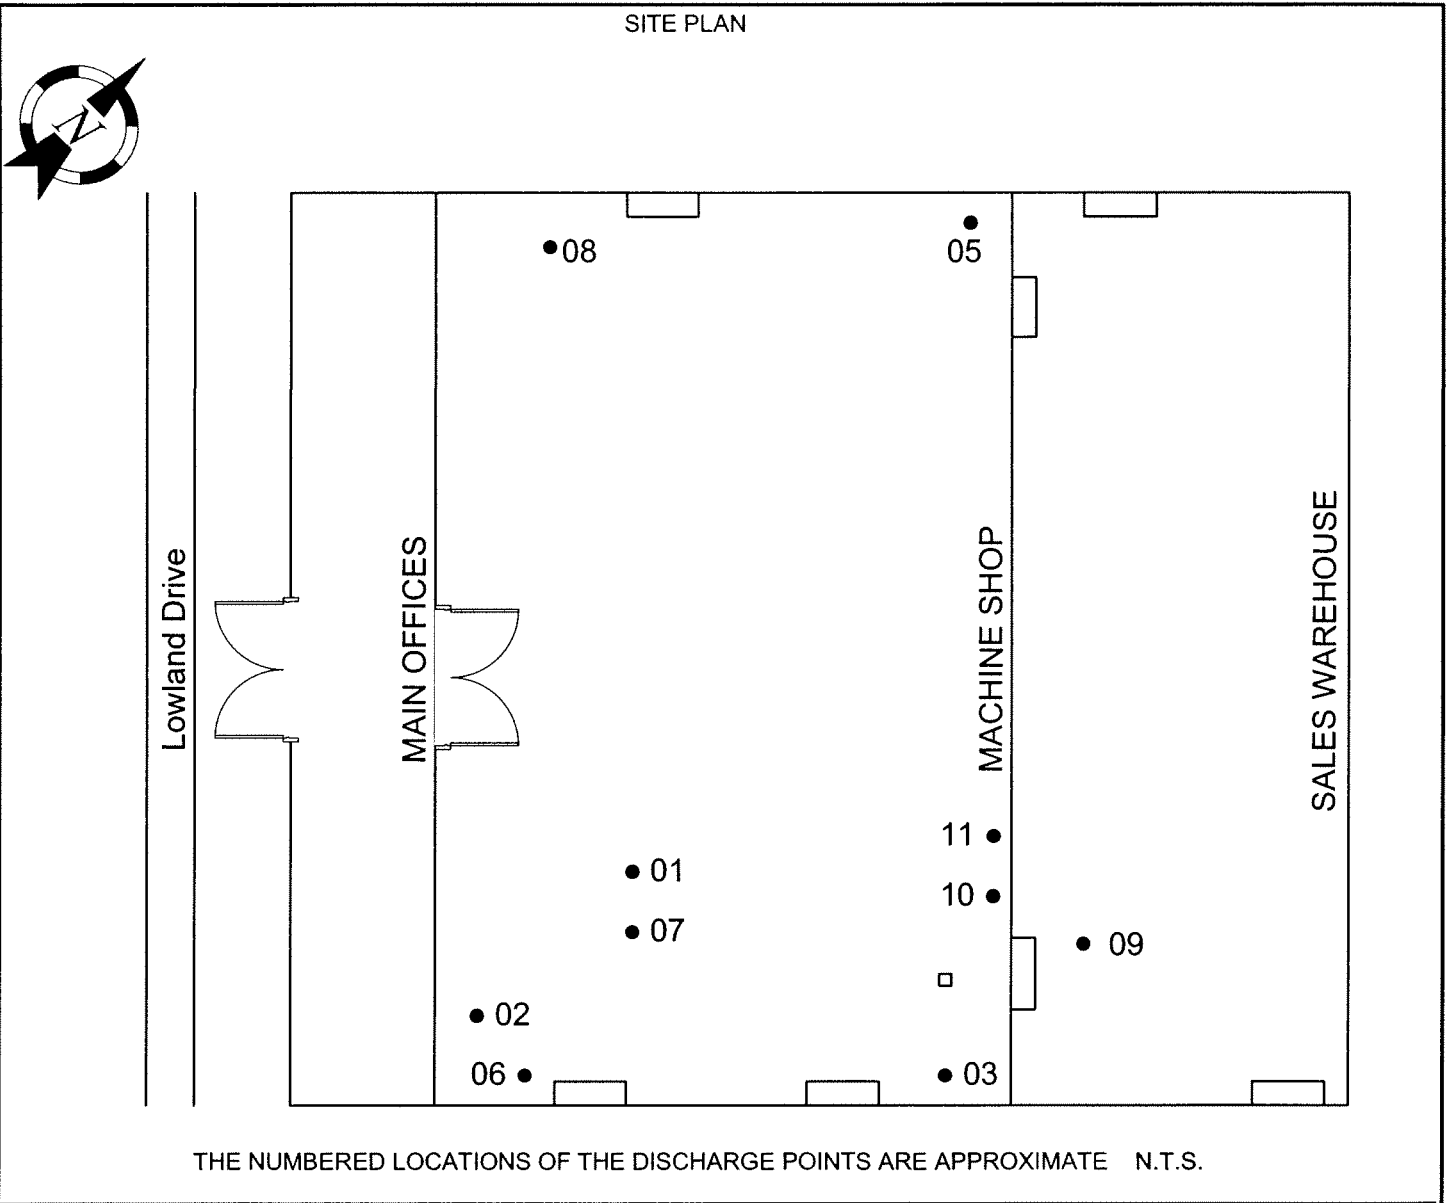 SITE PLAN
N
08
05
Lowland Drive
MAIN OFFICES
MACHINE SHOP
SALES WAREHOUSE
11
01
10
07
09
02
06
03
THE NUMBERED LOCATIONS OF THE DISCHARGE POINTS ARE APPROXIMATE N.T.S.